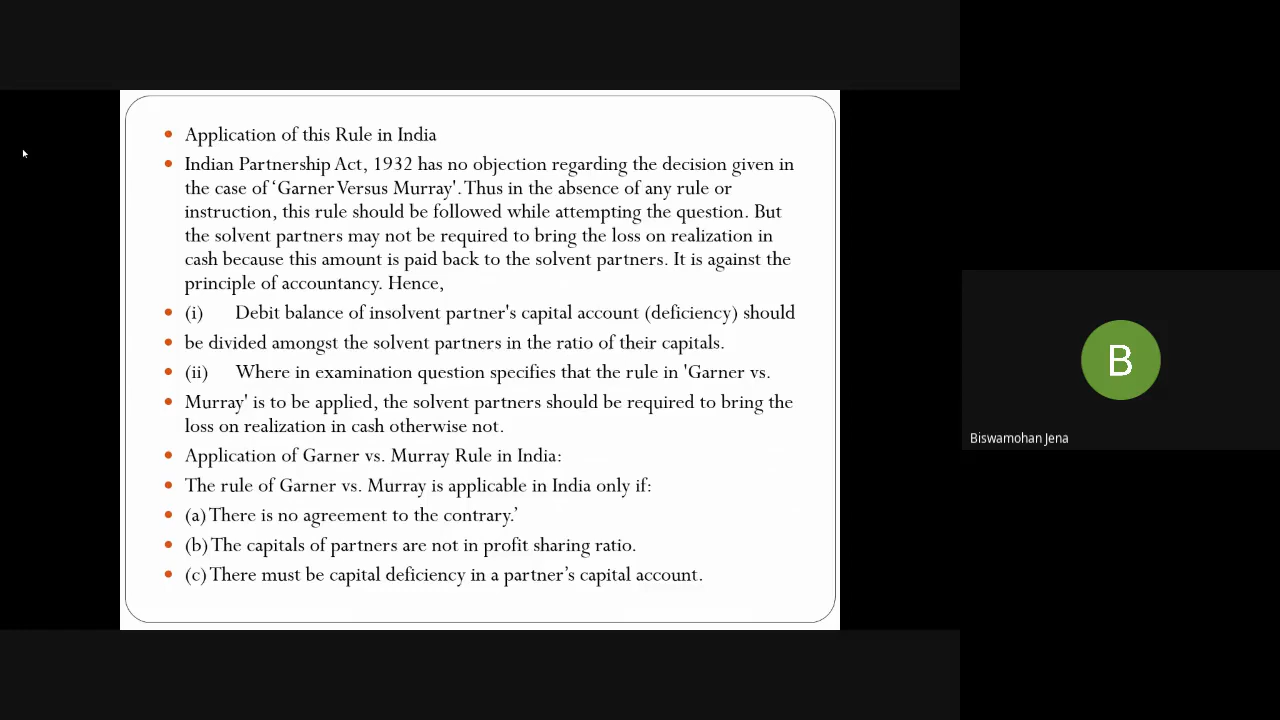 Application of this Rule in India
Indian Partnership Act, 1932 has no objection regarding the decision given in
the case of ‘Garner Versus Murray'. Thus in the absence of any rule or
instruction, this rule should be followed while attempting the question. But
the solvent partners may not be required to bring the loss on realization in
cash because this amount is paid back to the solvent partners. It is against the
principle of accountancy. Hence,
(i) Debit balance of insolvent partner's capital account (deficiency) should
be divided amongst the solvent partners in the ratio of their capitals.
(ii) Where in examination question specifies that the rule in 'Garner vs.
Murray' is to be applied, the solvent partners should be required to bring the
loss on realization in cash otherwise not.
Application of Garner vs. Murray Rule in India:
The rule of Garner vs. Murray is applicable in India only if:
(a) There is no agreement to the contrary.’
(b) The capitals of partners are not in profit sharing ratio.
(c) There must be capital deficiency in a partner’s capital account.
B
Biswamohan Jena